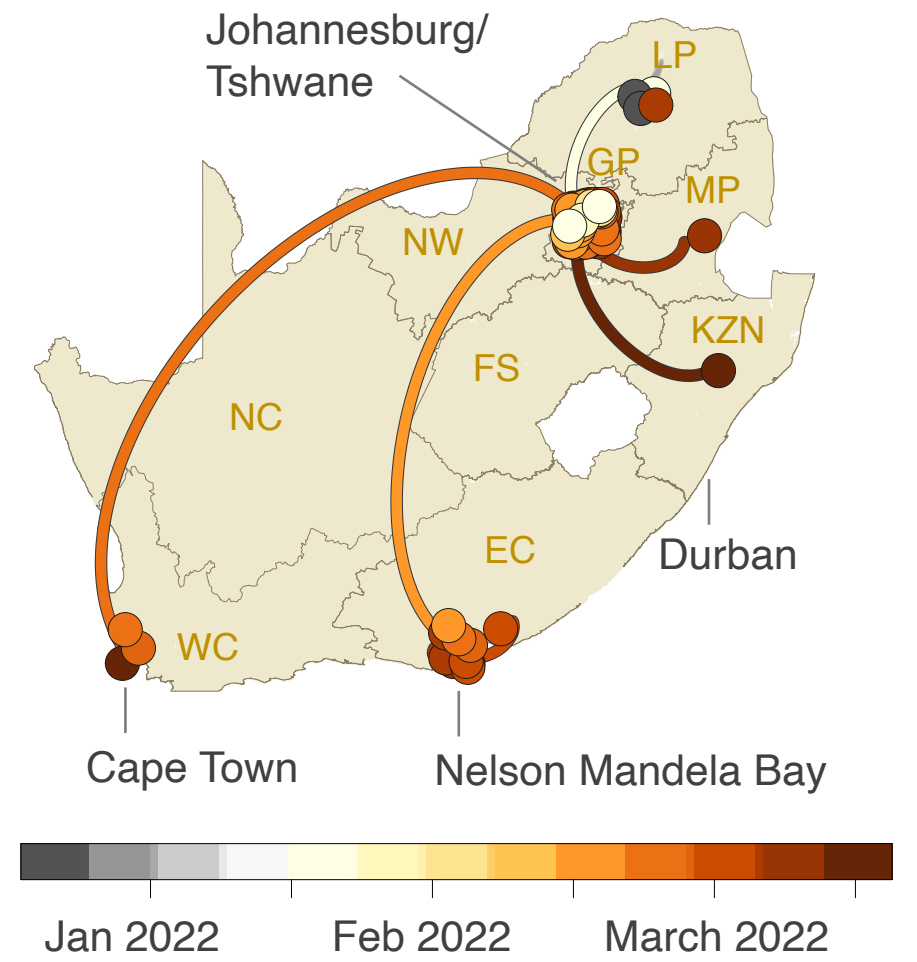 Johannesburg/
Tshwane
LP
GP
MP
NW
KZN
FS
NC
EC
Durban
WC
Cape Town
Nelson Mandela Bay
Jan 2022
Feb 2022
March 2022